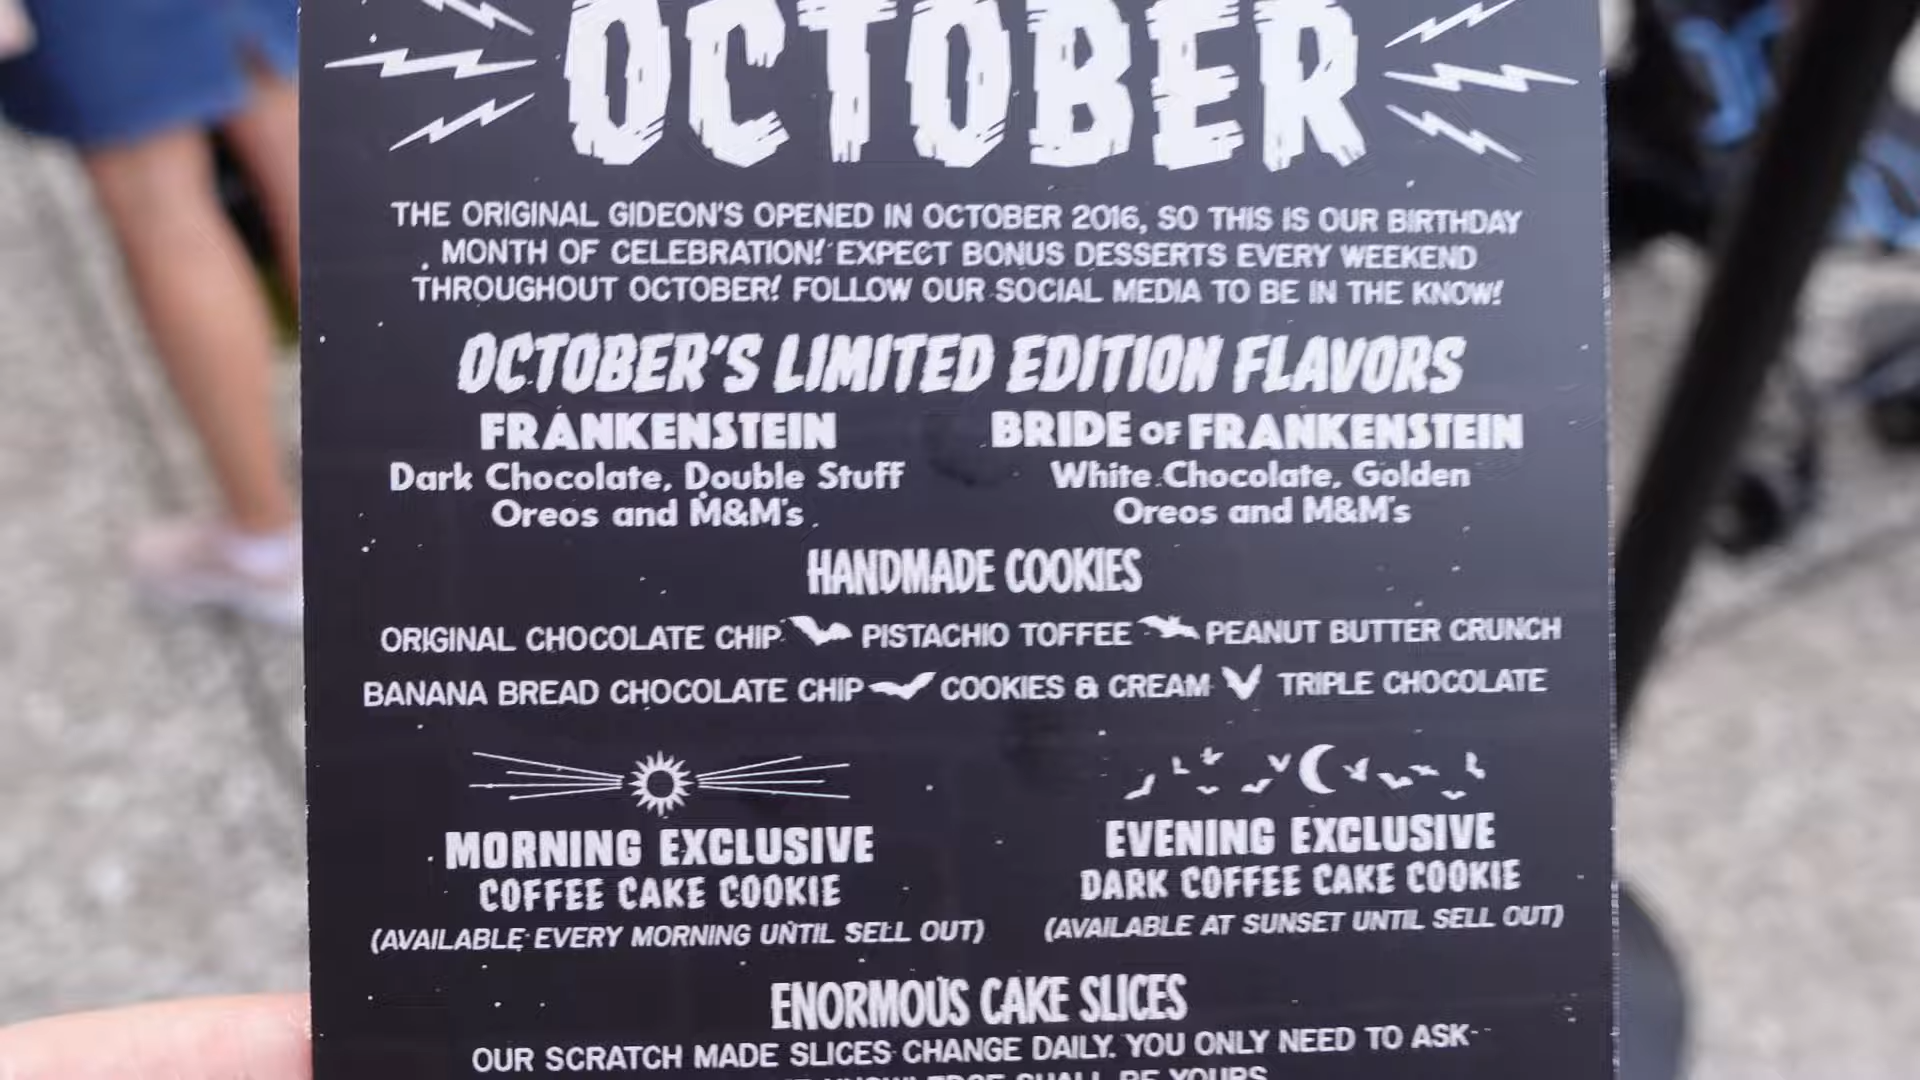 OCTOBER
THE ORIGINAL GIDEON'S OPENED IN OCTOBER 2016, SO THIS IS OUR BIRTHDAY
MONTH OF CELEBRATION! EXPECT BONUS DESSERTS EVERY WEEKEND
THROUGHOUT OCTOBER! FOLLOW OUR SOCIAL MEDIA TO BE IN THE KNOW!
OCTOBER'S LIMITED EDITION FLAVORS
FRANKENSTEIN
Dark Chocolate, Double Stuff
Oreos and M&M's
BRIDE OF FRANKENSTEIN
White Chocolate, Golden
Oreos and M&M's
HANDMADE COOKIES
ORIGINAL CHOCOLATE CHIP PISTACHIO TOFFEE PEANUT BUTTER CRUNCH
BANANA BREAD CHOCOLATE CHIP COOKIES & CREAM TRIPLE CHOCOLATE
MORNING EXCLUSIVE
COFFEE CAKE COOKIE
(AVAILABLE EVERY MORNING UNTIL SELL OUT)
EVENING EXCLUSIVE
DARK COFFEE CAKE COOKIE
(AVAILABLE AT SUNSET UNTIL SELL OUT)
ENORMOUS CAKE SLICES
OUR SCRATCH MADE SLICES CHANGE DAILY. YOU ONLY NEED TO ASK
KNOWLEDGE SHALL BE YOURS